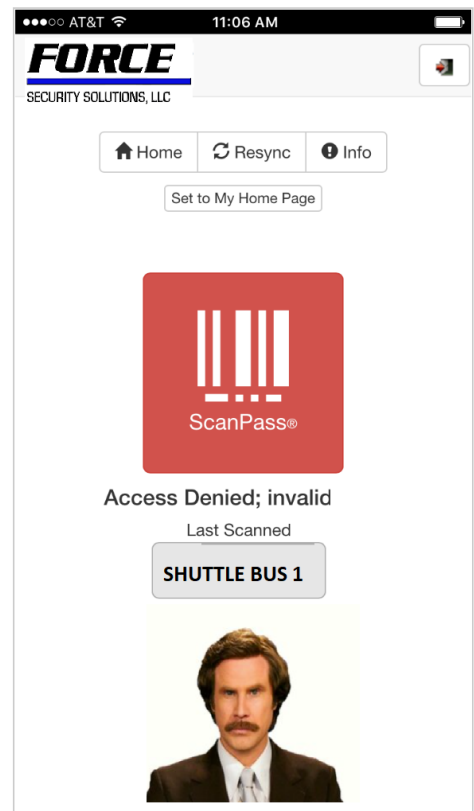 ●●●○○ AT&T 11:06 AM
FORCE
SECURITY SOLUTIONS, LLC
Home Resync Info
Set to My Home Page
ScanPass®
Access Denied; invalid
Last Scanned
SHUTTLE BUS 1